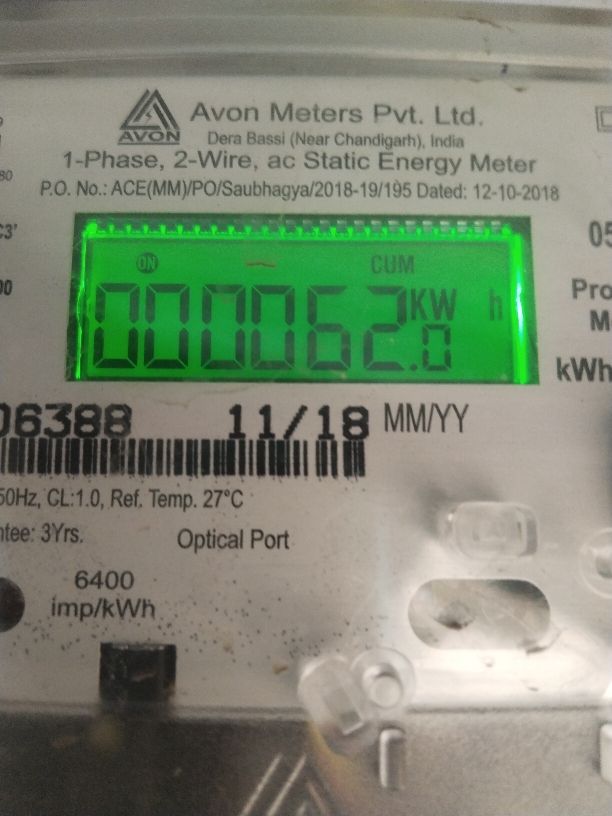 AVON
Avon Meters Pvt. Ltd.
Dera Bassi (Near Chandigarh), India
1-Phase, 2-Wire, ac Static Energy Meter
P.O. No.: ACE(MM)/PO/Saubhagya/2018-19/195 Dated: 12-10-2018
ON CUM
000062.0 KW h
kWh
06388 11/18 MM/YY
50Hz, CL:1.0, Ref. Temp. 27°C
3Yrs.
Optical Port
6400
imp/kWh